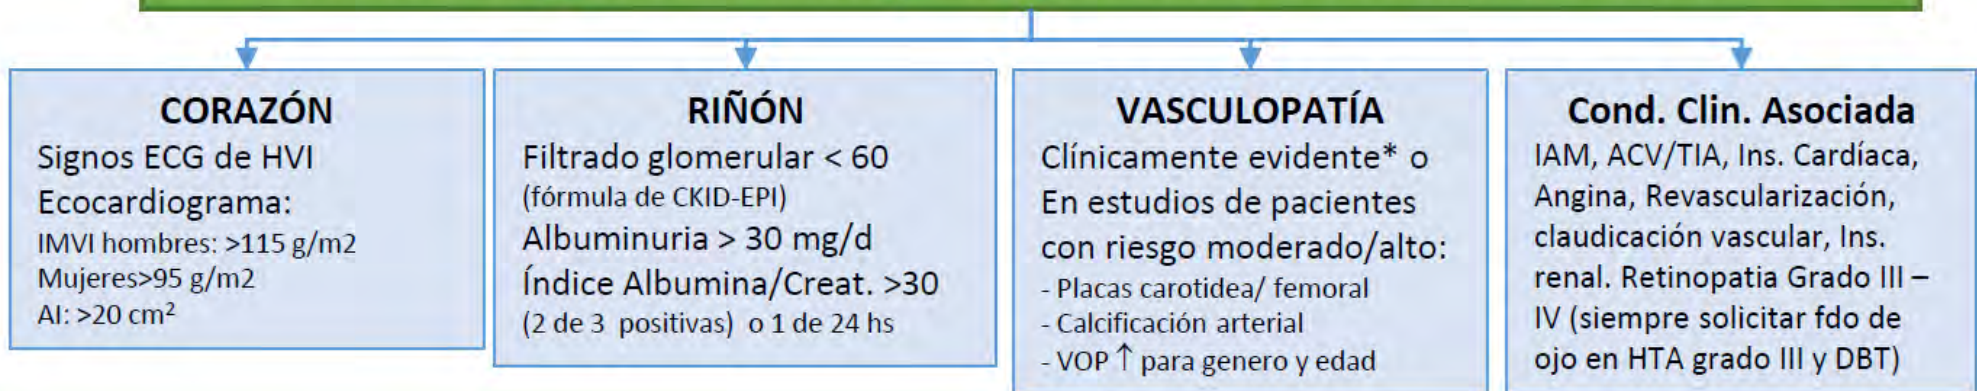 CORAZÓN
Signos ECG de HVI
Ecocardiograma:
IMVI hombres: >115 g/m2
Mujeres>95 g/m2
AI: >20 cm²
RIÑÓN
Filtrado glomerular < 60
(fórmula de CKID-EPI)
Albuminuria > 30 mg/d
Índice Albumina/Creat. >30
(2 de 3 positivas) o 1 de 24 hs
VASCULOPATÍA
Clínicamente evidente* o
En estudios de pacientes
con riesgo moderado/alto:
- Placas carotidea/ femoral
- Calcificación arterial
- VOP ↑ para genero y edad
Cond. Clin. Asociada
IAM, ACV/TIA, Ins. Cardíaca,
Angina, Revascularización,
claudicación vascular, Ins.
renal. Retinopatia Grado III –
IV (siempre solicitar fdo de
ojo en HTA grado III y DBT)